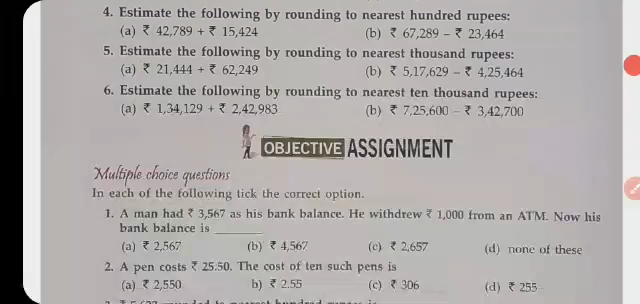 4. Estimate the following by rounding to nearest hundred rupees:
(a) ₹ 42,789 + ₹ 15,424 (b) ₹ 67,289 − ₹ 23,464
5. Estimate the following by rounding to nearest thousand rupees:
(a) ₹ 21,444 + ₹ 62,249 (b) ₹ 5,17,629 − ₹ 4,25,464
6. Estimate the following by rounding to nearest ten thousand rupees:
(a) ₹ 1,34,129 + ₹ 2,42,983 (b) ₹ 7,25,600 − ₹ 3,42,700
OBJECTIVE ASSIGNMENT
Multiple choice questions
In each of the following tick the correct option.
1. A man had ₹ 3,567 as his bank balance. He withdrew ₹ 1,000 from an ATM. Now his
bank balance is ________
(a) ₹ 2,567 (b) ₹ 4,567 (c) ₹ 2,657 (d) none of these
2. A pen costs ₹ 25.50. The cost of ten such pens is
(a) ₹ 2,550 b) ₹ 2.55 (c) ₹ 306 (d) ₹ 255
rounded to nearest hundred rupees is